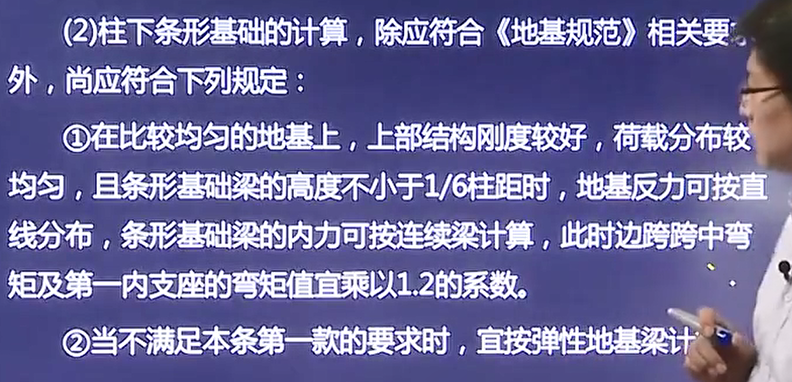 (2)柱下条形基础的计算，除应符合《地基规范》相关要
外，尚应符合下列规定：
①在比较均匀的地基上，上部结构刚度较好，荷载分布较
均匀，且条形基础梁的高度不小于1/6柱距时，地基反力可按直
线分布，条形基础梁的内力可按连续梁计算，此时边跨跨中弯
矩及第一内支座的弯矩值宜乘以1.2的系数。
②当不满足本条第一款的要求时，宜按弹性地基梁计